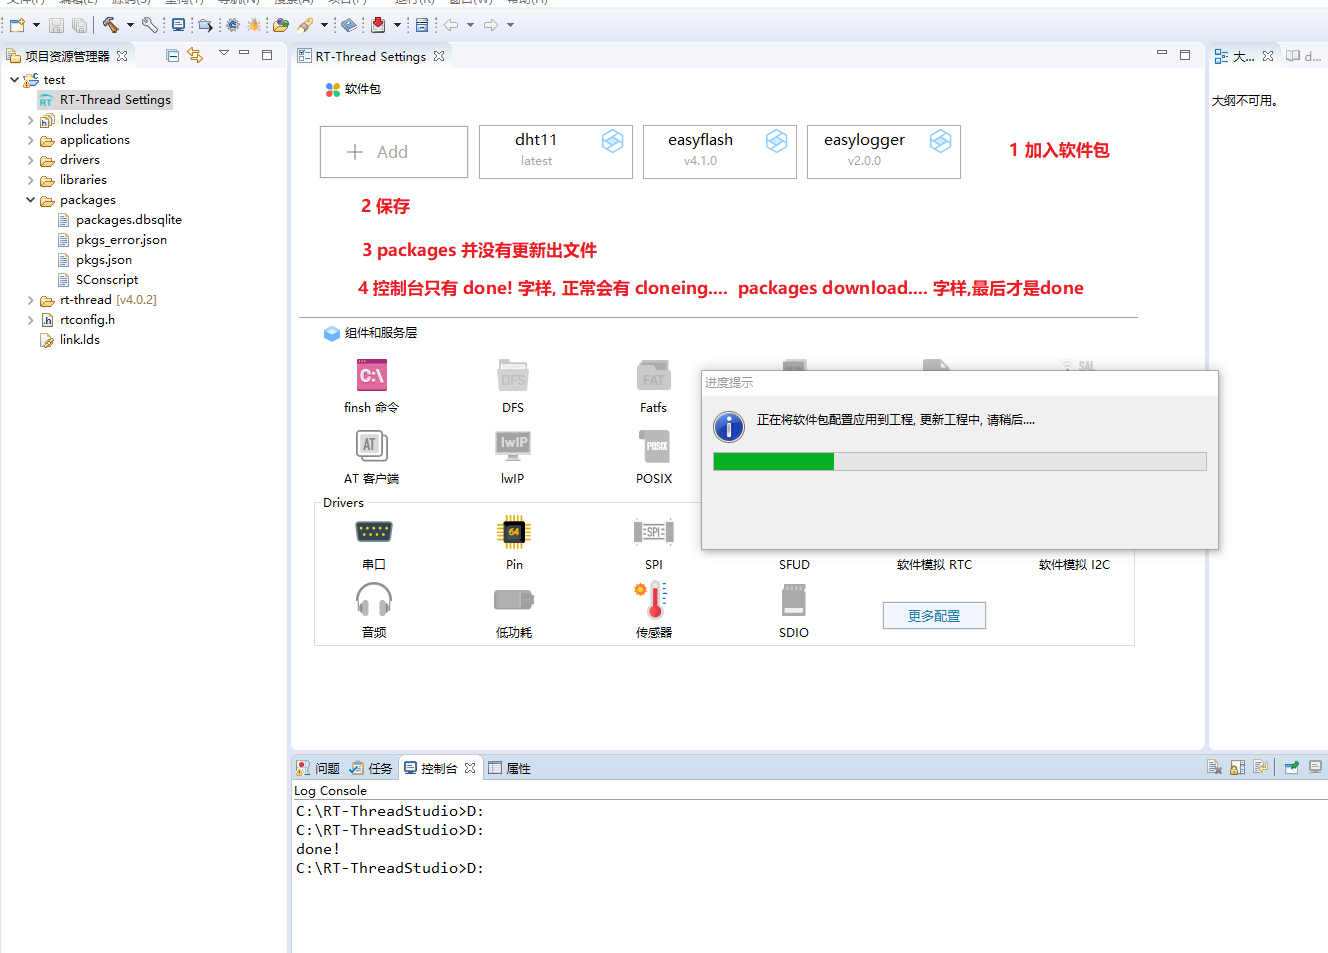 项目资源管理器
test
RT-Thread Settings
Includes
applications
drivers
libraries
packages
packages.dbsqlite
pkgs_error.json
pkgs.json
SConscript
rt-thread [v4.0.2]
rtconfig.h
link.lds
RT-Thread Settings
软件包
Add
dht11
latest
easyflash
v4.1.0
easylogger
v2.0.0
1 加入软件包
2 保存
3 packages 并没有更新出文件
4 控制台只有 done! 字样, 正常会有 cloneing.... packages download.... 字样,最后才是done
组件和服务层
C:\
DFS
FAT
SAL
finsh 命令
DFS
Fatfs
AT
lwIP
POSIX
AT 客户端
lwIP
POSIX
进度提示
正在将软件包配置应用到工程, 更新工程中, 请稍后....
Drivers
64
SPI
串口
Pin
SPI
SFUD
软件模拟 RTC
软件模拟 I2C
音频
低功耗
传感器
SDIO
更多配置
大...
d...
大纲不可用。
问题
任务
控制台
属性
Log Console
C:\RT-ThreadStudio>D:
C:\RT-ThreadStudio>D:
done!
C:\RT-ThreadStudio>D: